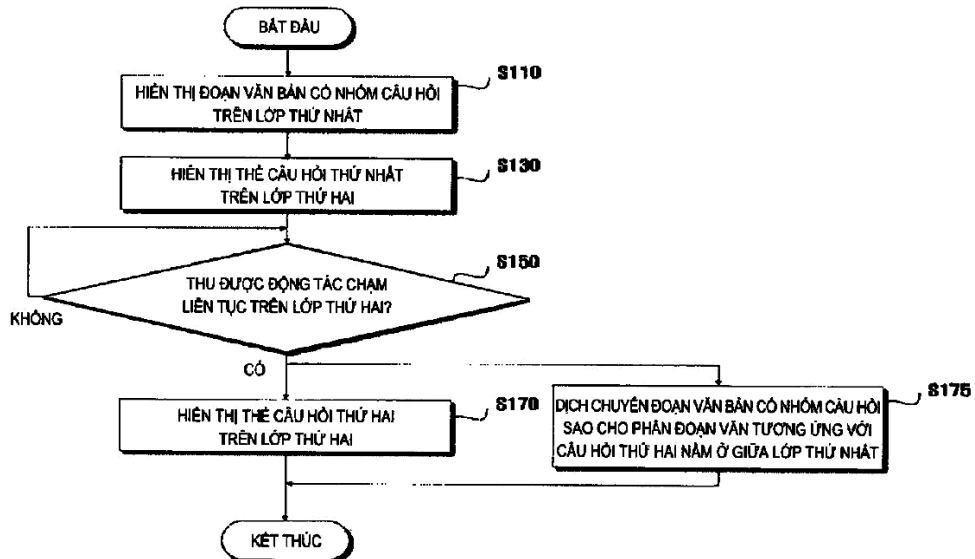 BẮT ĐẦU
S110
HIỂN THỊ ĐOẠN VĂN BẢN CÓ NHÓM CÂU HỎI
TRÊN LỚP THỨ NHẤT
S130
HIỂN THỊ THẺ CÂU HỎI THỨ NHẤT
TRÊN LỚP THỨ HAI
S150
THU ĐƯỢC ĐỘNG TÁC CHẠM
LIÊN TỤC TRÊN LỚP THỨ HAI?
KHÔNG
CÓ
S170
HIỂN THỊ THẺ CÂU HỎI THỨ HAI
TRÊN LỚP THỨ HAI
S175
DỊCH CHUYỂN ĐOẠN VĂN BẢN CÓ NHÓM CÂU HỎI
SAO CHO PHÂN ĐOẠN VĂN TƯƠNG ỨNG VỚI
CÂU HỎI THỨ HAI NẰM Ở GIỮA LỚP THỨ NHẤT
KẾT THÚC